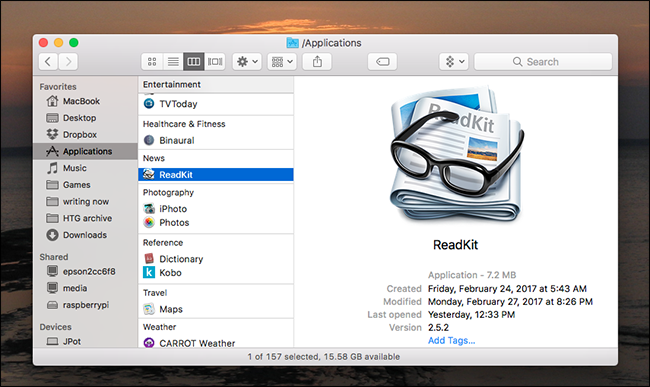 /Applications
Search
Favorites
MacBook
Desktop
Dropbox
Applications
Music
Games
writing now
HTG archive
Downloads
Shared
epson2cc6f8
media
raspberrypi
Devices
JPot
Entertainment
TVToday
Healthcare & Fitness
Binaural
News
ReadKit
Photography
iPhoto
Photos
Reference
Dictionary
Kobo
Travel
Maps
Weather
CARROT Weather
ReadKit
ReadKit
Application - 7.2 MB
Created Friday, February 24, 2017 at 5:43 AM
Modified Monday, February 27, 2017 at 8:26 PM
Last opened Yesterday, 12:33 PM
Version 2.5.2
Add Tags...
1 of 157 selected, 15.58 GB available